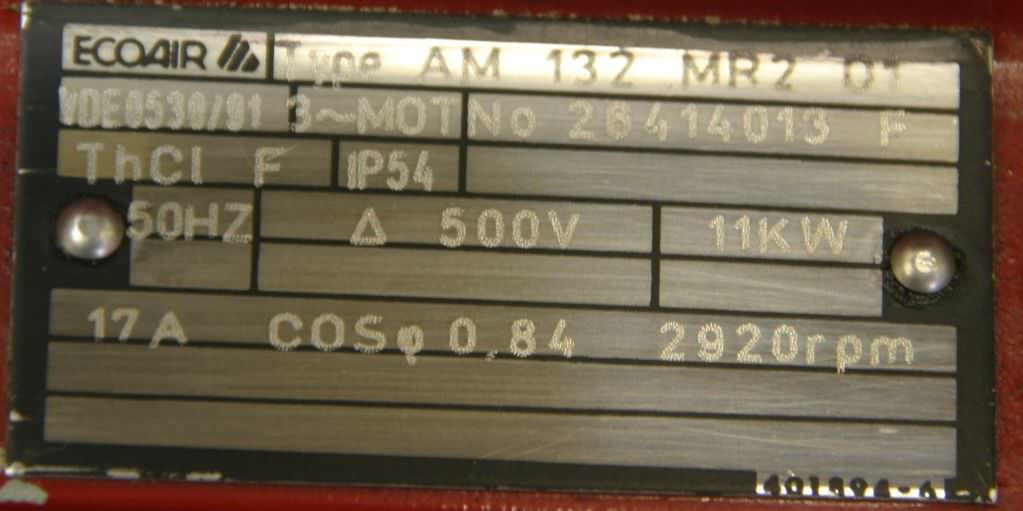 ECOAIR Type AM 132 MR2 01
VDE0530/81 3~MOT No 26414013 F
ThCl F IP54
50HZ Δ 500V 11KW
17A COSφ 0,84 2920rpm